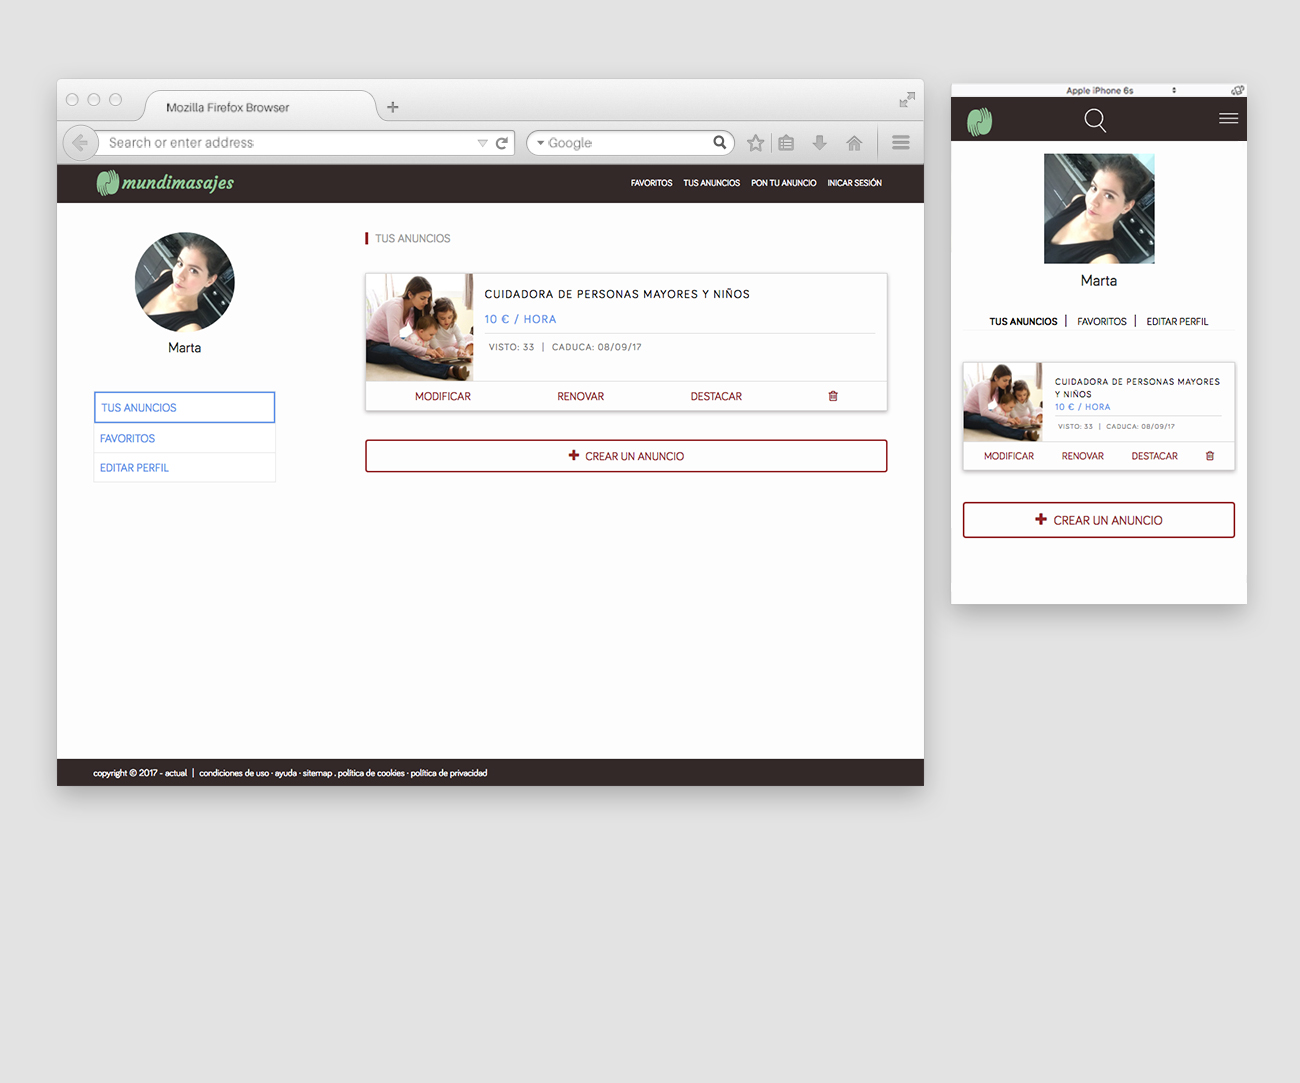 Mozilla Firefox Browser
Search or enter address
Google
mundimasajes
FAVORITOS TUS ANUNCIOS PON TU ANUNCIO INICAR SESIÓN
Marta
TUS ANUNCIOS
FAVORITOS
EDITAR PERFIL
TUS ANUNCIOS
CUIDADORA DE PERSONAS MAYORES Y NIÑOS
10 € / HORA
VISTO: 33 | CADUCA: 08/09/17
MODIFICAR RENOVAR DESTACAR
CREAR UN ANUNCIO
copyright © 2017 - actual | condiciones de uso · ayuda · sitemap . política de cookies · política de privacidad
Apple iPhone 6s
Marta
TUS ANUNCIOS | FAVORITOS | EDITAR PERFIL
CUIDADORA DE PERSONAS MAYORES
Y NIÑOS
10 € / HORA
VISTO: 33 | CADUCA: 08/09/17
MODIFICAR RENOVAR DESTACAR
CREAR UN ANUNCIO